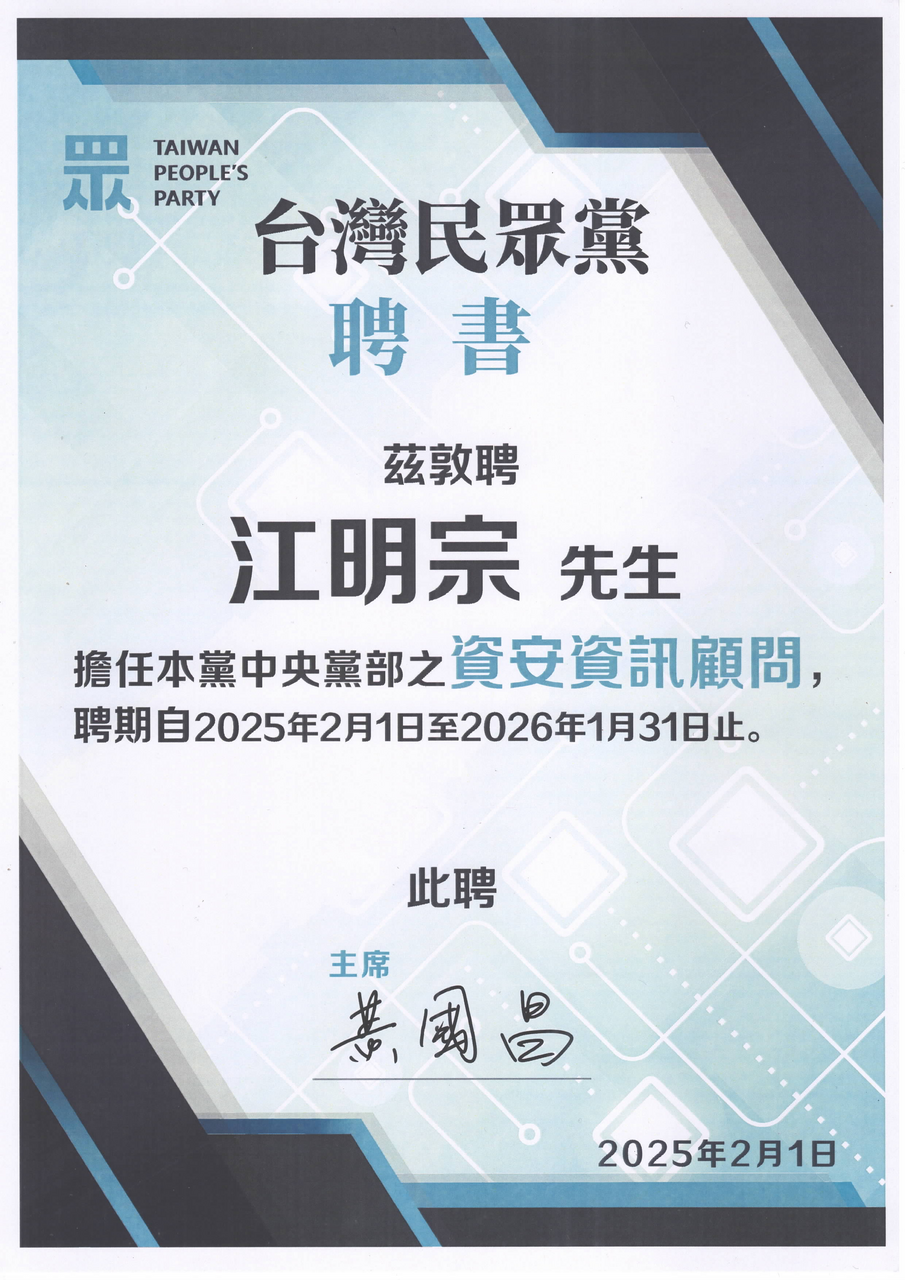 TAIWAN
PEOPLE'S
PARTY
台灣民眾黨
聘書
茲敦聘
江明宗 先生
擔任本黨中央黨部之資安資訊顧問，
聘期自2025年2月1日至2026年1月31日止。
此聘
主席
黃國昌
2025年2月1日